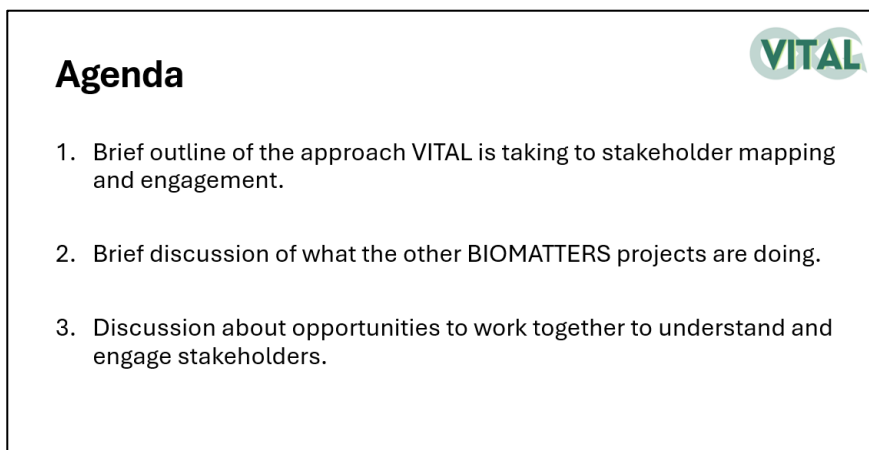 VITAL
Agenda
1. Brief outline of the approach VITAL is taking to stakeholder mapping
and engagement.
2. Brief discussion of what the other BIOMATTERS projects are doing.
3. Discussion about opportunities to work together to understand and
engage stakeholders.